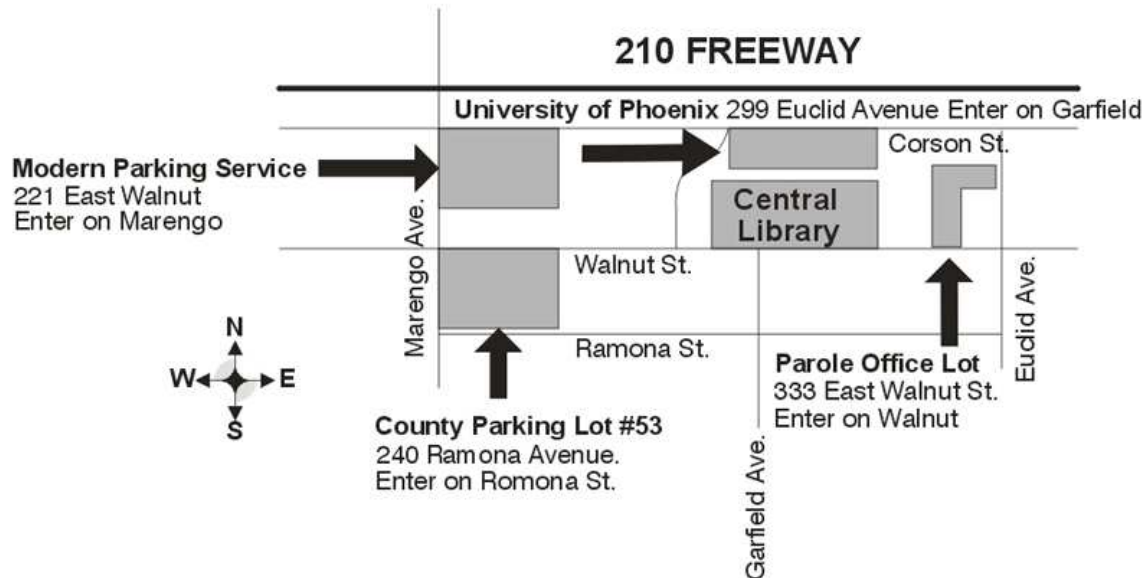 210 FREEWAY
University of Phoenix 299 Euclid Avenue Enter on Garfield
Corson St.
Modern Parking Service
221 East Walnut
Enter on Marengo
Central
Library
Marengo Ave.
Walnut St.
Euclid Ave.
Ramona St.
N
W E
S
Parole Office Lot
333 East Walnut St.
Enter on Walnut
County Parking Lot #53
240 Ramona Avenue.
Enter on Romona St.
Garfield Ave.